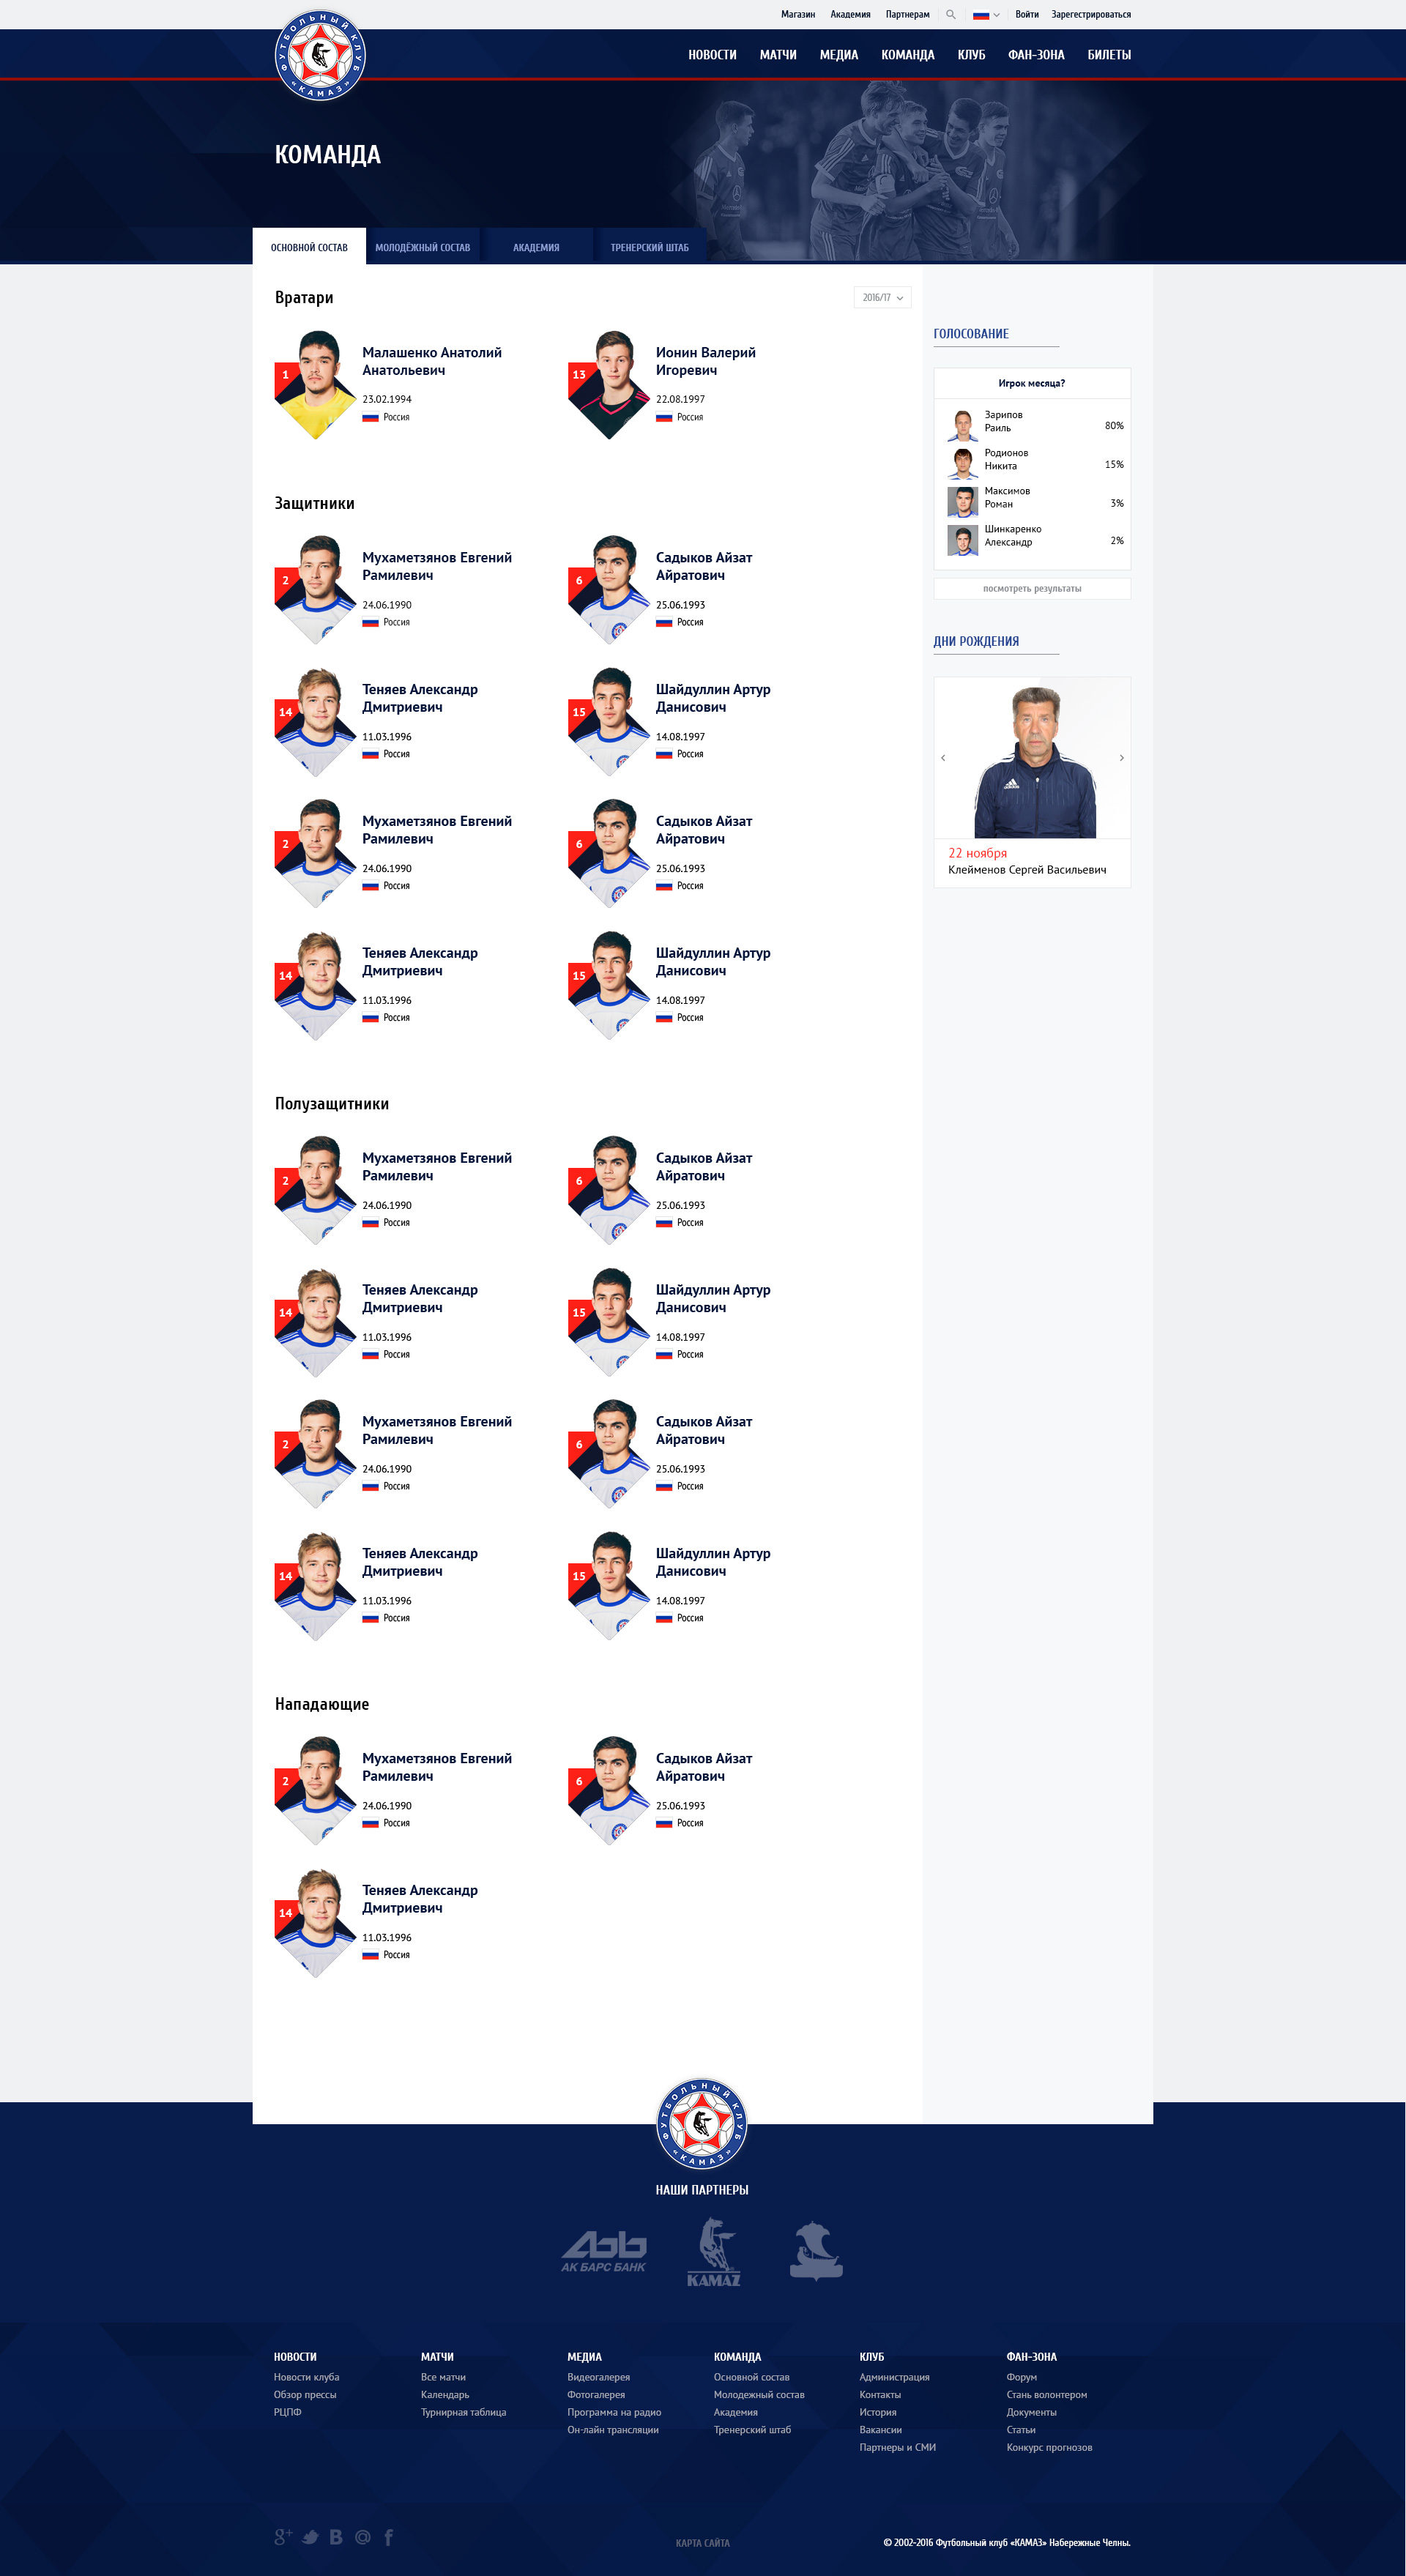 Магазин Академия Партнерам Войти Зарегестрироваться
ФУТБОЛЬНЫЙ КЛУБ «КАМАЗ»
НОВОСТИ МАТЧИ МЕДИА КОМАНДА КЛУБ ФАН-ЗОНА БИЛЕТЫ
КОМАНДА
ОСНОВНОЙ СОСТАВ МОЛОДЁЖНЫЙ СОСТАВ АКАДЕМИЯ ТРЕНЕРСКИЙ ШТАБ
Вратари
2016/17
1
Малашенко Анатолий
Анатольевич
23.02.1994
Россия
13
Ионин Валерий
Игоревич
22.08.1997
Россия
Защитники
2
Мухаметзянов Евгений
Рамилевич
24.06.1990
Россия
6
Садыков Айзат
Айратович
25.06.1993
Россия
14
Теняев Александр
Дмитриевич
11.03.1996
Россия
15
Шайдуллин Артур
Данисович
14.08.1997
Россия
2
Мухаметзянов Евгений
Рамилевич
24.06.1990
Россия
6
Садыков Айзат
Айратович
25.06.1993
Россия
14
Теняев Александр
Дмитриевич
11.03.1996
Россия
15
Шайдуллин Артур
Данисович
14.08.1997
Россия
Полузащитники
2
Мухаметзянов Евгений
Рамилевич
24.06.1990
Россия
6
Садыков Айзат
Айратович
25.06.1993
Россия
14
Теняев Александр
Дмитриевич
11.03.1996
Россия
15
Шайдуллин Артур
Данисович
14.08.1997
Россия
2
Мухаметзянов Евгений
Рамилевич
24.06.1990
Россия
6
Садыков Айзат
Айратович
25.06.1993
Россия
14
Теняев Александр
Дмитриевич
11.03.1996
Россия
15
Шайдуллин Артур
Данисович
14.08.1997
Россия
Нападающие
2
Мухаметзянов Евгений
Рамилевич
24.06.1990
Россия
6
Садыков Айзат
Айратович
25.06.1993
Россия
14
Теняев Александр
Дмитриевич
11.03.1996
Россия
ГОЛОСОВАНИЕ
Игрок месяца?
Зарипов
Раиль
80%
Родионов
Никита
15%
Максимов
Роман
3%
Шинкаренко
Александр
2%
посмотреть результаты
ДНИ РОЖДЕНИЯ
adidas
22 ноября
Клейменов Сергей Васильевич
ФУТБОЛЬНЫЙ КЛУБ «КАМАЗ»
НАШИ ПАРТНЕРЫ
АК БАРС БАНК
KAMAZ
НОВОСТИ
Новости клуба
Обзор прессы
РЦПФ
МАТЧИ
Все матчи
Календарь
Турнирная таблица
МЕДИА
Видеогалерея
Фотогалерея
Программа на радио
Он-лайн трансляции
КОМАНДА
Основной состав
Молодежный состав
Академия
Тренерский штаб
КЛУБ
Администрация
Контакты
История
Вакансии
Партнеры и СМИ
ФАН-ЗОНА
Форум
Стань волонтером
Документы
Статьи
Конкурс прогнозов
КАРТА САЙТА
© 2002-2016 Футбольный клуб «КАМАЗ» Набережные Челны.